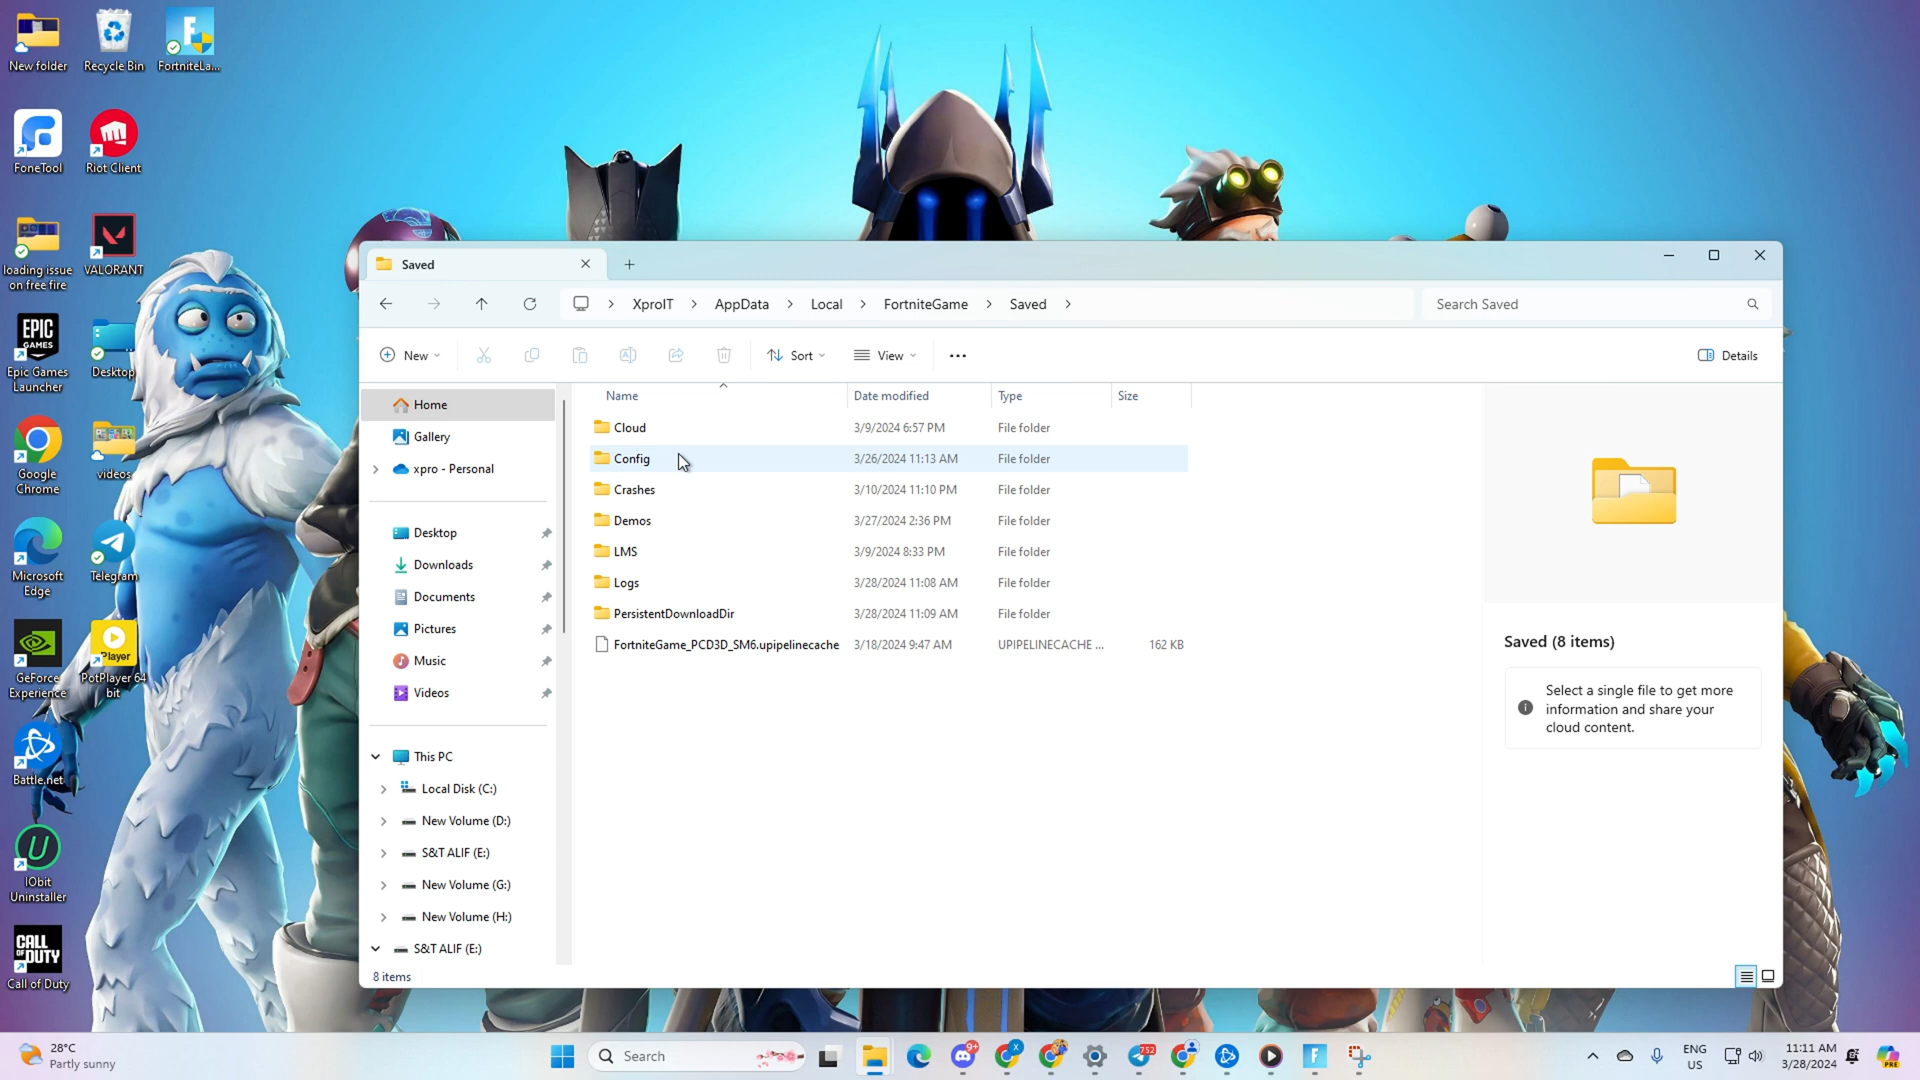 New folder
Recycle Bin
FortniteLa...
FoneTool
Riot Client
loading issue
on free fire
VALORANT
EPIC
GAMES
Epic Games
Launcher
Desktop
Google
Chrome
videos
Microsoft
Edge
Telegram
GeForce
Experience
Player
PotPlayer 64
bit
Battle.net
IObit
Uninstaller
CALL
OF DUTY
Call of Duty
Saved
XproIT
AppData
Local
FortniteGame
Saved
Search Saved
New
Sort
View
Details
Home
Gallery
xpro - Personal
Desktop
Downloads
Documents
Pictures
Music
Videos
This PC
Local Disk (C:)
New Volume (D:)
S&T ALIF (E:)
New Volume (G:)
New Volume (H:)
S&T ALIF (E:)
Name Date modified Type Size
Cloud 3/9/2024 6:57 PM File folder
Config 3/26/2024 11:13 AM File folder
Crashes 3/10/2024 11:10 PM File folder
Demos 3/27/2024 2:36 PM File folder
LMS 3/9/2024 8:33 PM File folder
Logs 3/28/2024 11:08 AM File folder
PersistentDownloadDir 3/28/2024 11:09 AM File folder
FortniteGame_PCD3D_SM6.upipelinecache 3/18/2024 9:47 AM UPIPELINECACHE ... 162 KB
Saved (8 items)
Select a single file to get more
information and share your
cloud content.
8 items
28°C
Partly sunny
Search
9+
X
752
F
ENG
US
11:11 AM
3/28/2024
PRE